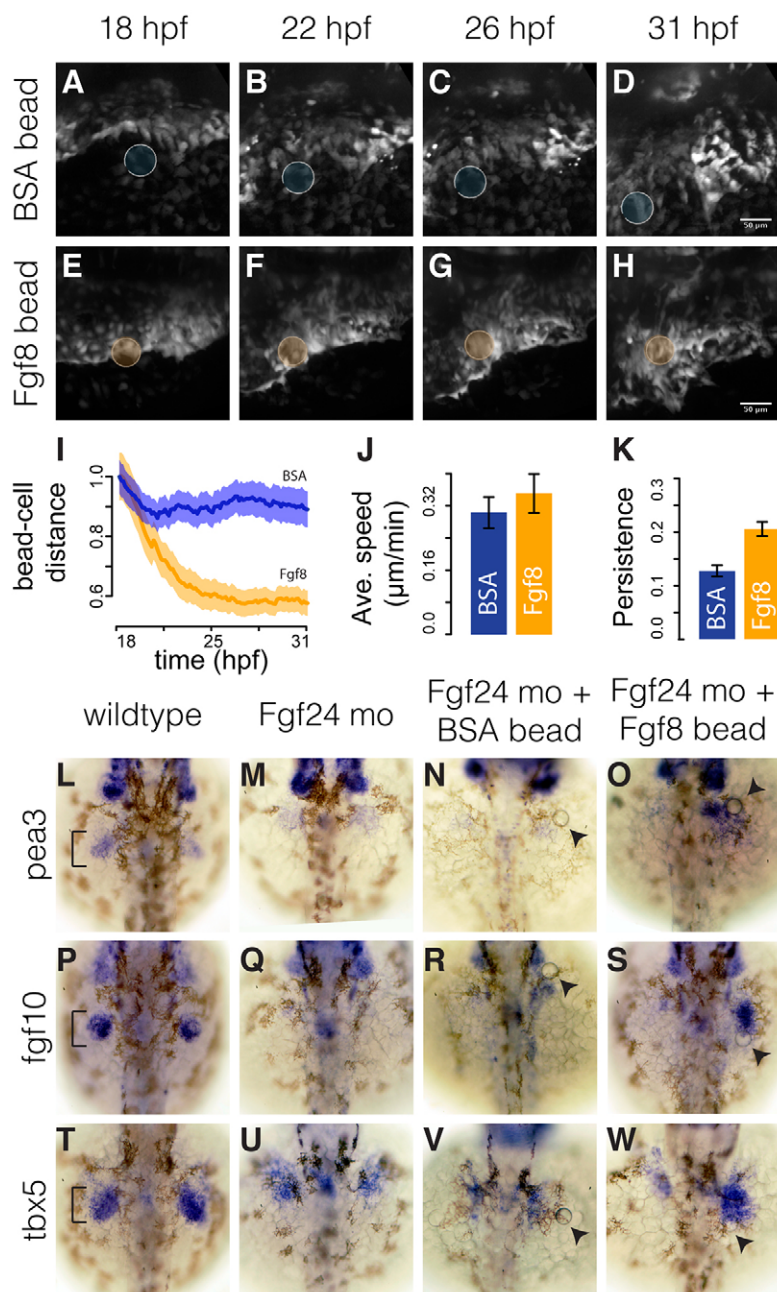 18 hpf 22 hpf 26 hpf 31 hpf
BSA bead
A B C D
50 µm
Fgf8 bead
E F G H
50 µm
I J K
bead-cell distance
1.0
0.8
0.6
BSA
Fgf8
18 25 31
time (hpf)
Ave. speed (µm/min)
0.32
0.16
0.0
BSA Fgf8
Persistence
0.3
0.2
0.1
0.0
BSA Fgf8
wildtype Fgf24 mo Fgf24 mo + BSA bead Fgf24 mo + Fgf8 bead
pea3
L M N O
fgf10
P Q R S
tbx5
T U V W